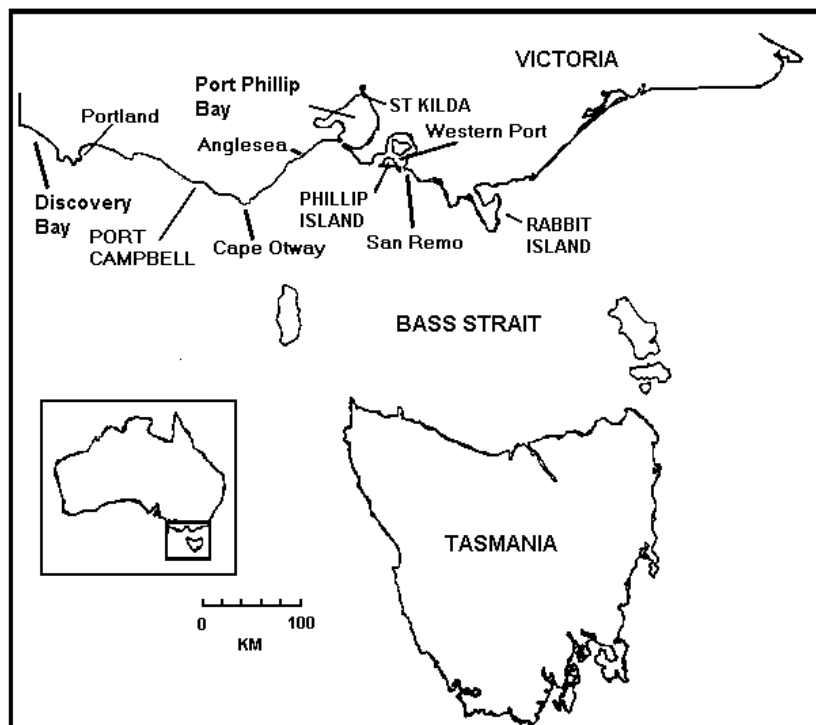 VICTORIA
Port Phillip
Bay
ST KILDA
Portland
Western Port
Anglesea
Discovery
Bay
PHILLIP
ISLAND
PORT
CAMPBELL
Cape Otway
San Remo
RABBIT
ISLAND
BASS STRAIT
TASMANIA
0 100
KM